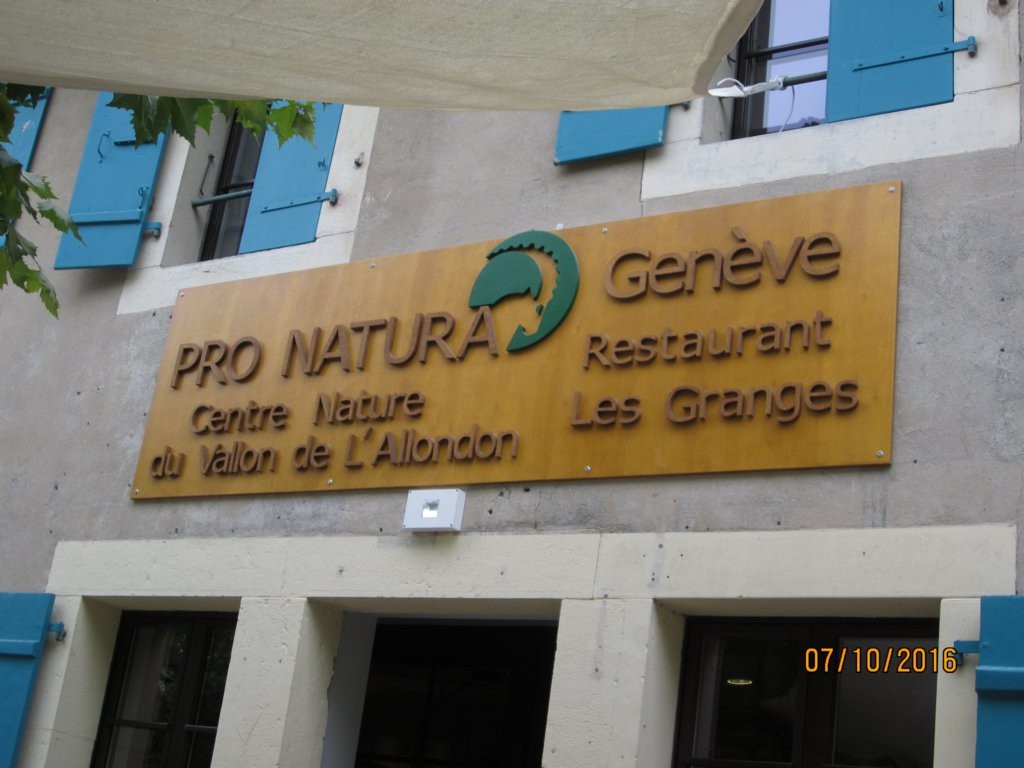 PRO NATURA Genève
Centre Nature
du Vallon de L'Allondon
Restaurant
Les Granges
07/10/2016